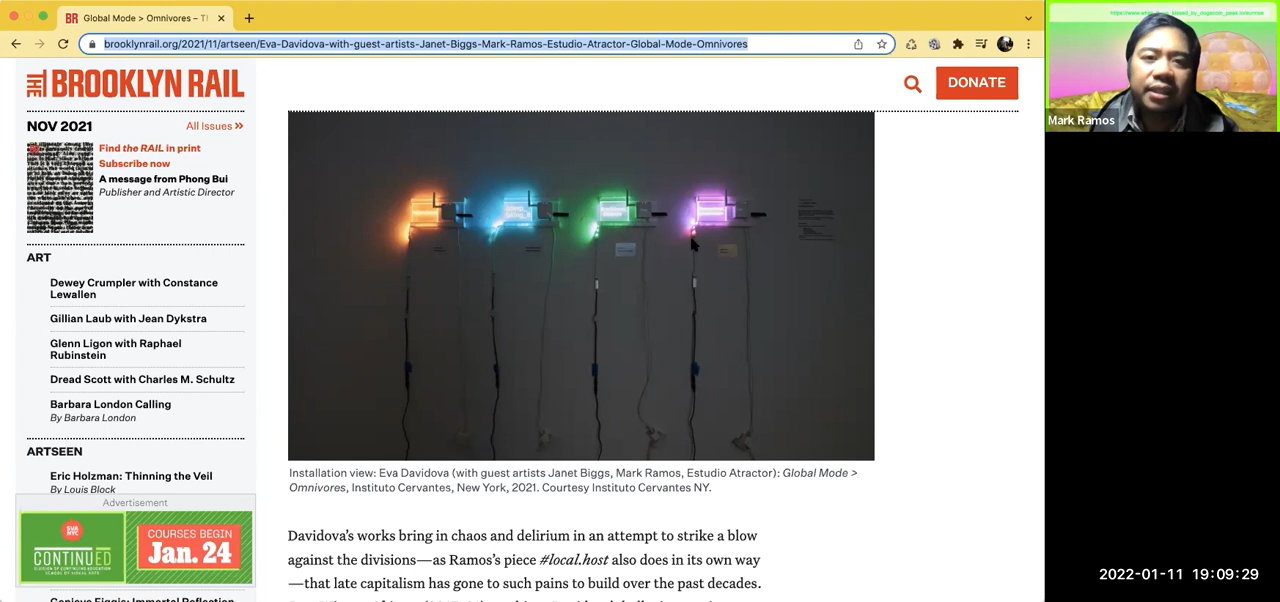 Global Mode > Omnivores – Tl
brooklynrail.org/2021/11/artseen/Eva-Davidova-with-guest-artists-Janet-Biggs-Mark-Ramos-Estudio-Atractor-Global-Mode-Omnivores
THE BROOKLYN RAIL
DONATE
NOV 2021
All Issues »
Find the RAIL in print
Subscribe now
A message from Phong Bui
Publisher and Artistic Director
ART
Dewey Crumpler with Constance
Lewallen
Gillian Laub with Jean Dykstra
Glenn Ligon with Raphael
Rubinstein
Dread Scott with Charles M. Schultz
Barbara London Calling
By Barbara London
ARTSEEN
Eric Holzman: Thinning the Veil
By Louis Block
Advertisement
SVA
NYC
CONTINUED
COURSES BEGIN
Jan. 24
Genieve Figgis: Immortal Reflection
Installation view: Eva Davidova (with guest artists Janet Biggs, Mark Ramos, Estudio Atractor): Global Mode >
Omnivores, Instituto Cervantes, New York, 2021. Courtesy Instituto Cervantes NY.
Davidova's works bring in chaos and delirium in an attempt to strike a blow
against the divisions—as Ramos's piece #local.host also does in its own way
—that late capitalism has gone to such pains to build over the past decades.
Mark Ramos
2022-01-11 19:09:29